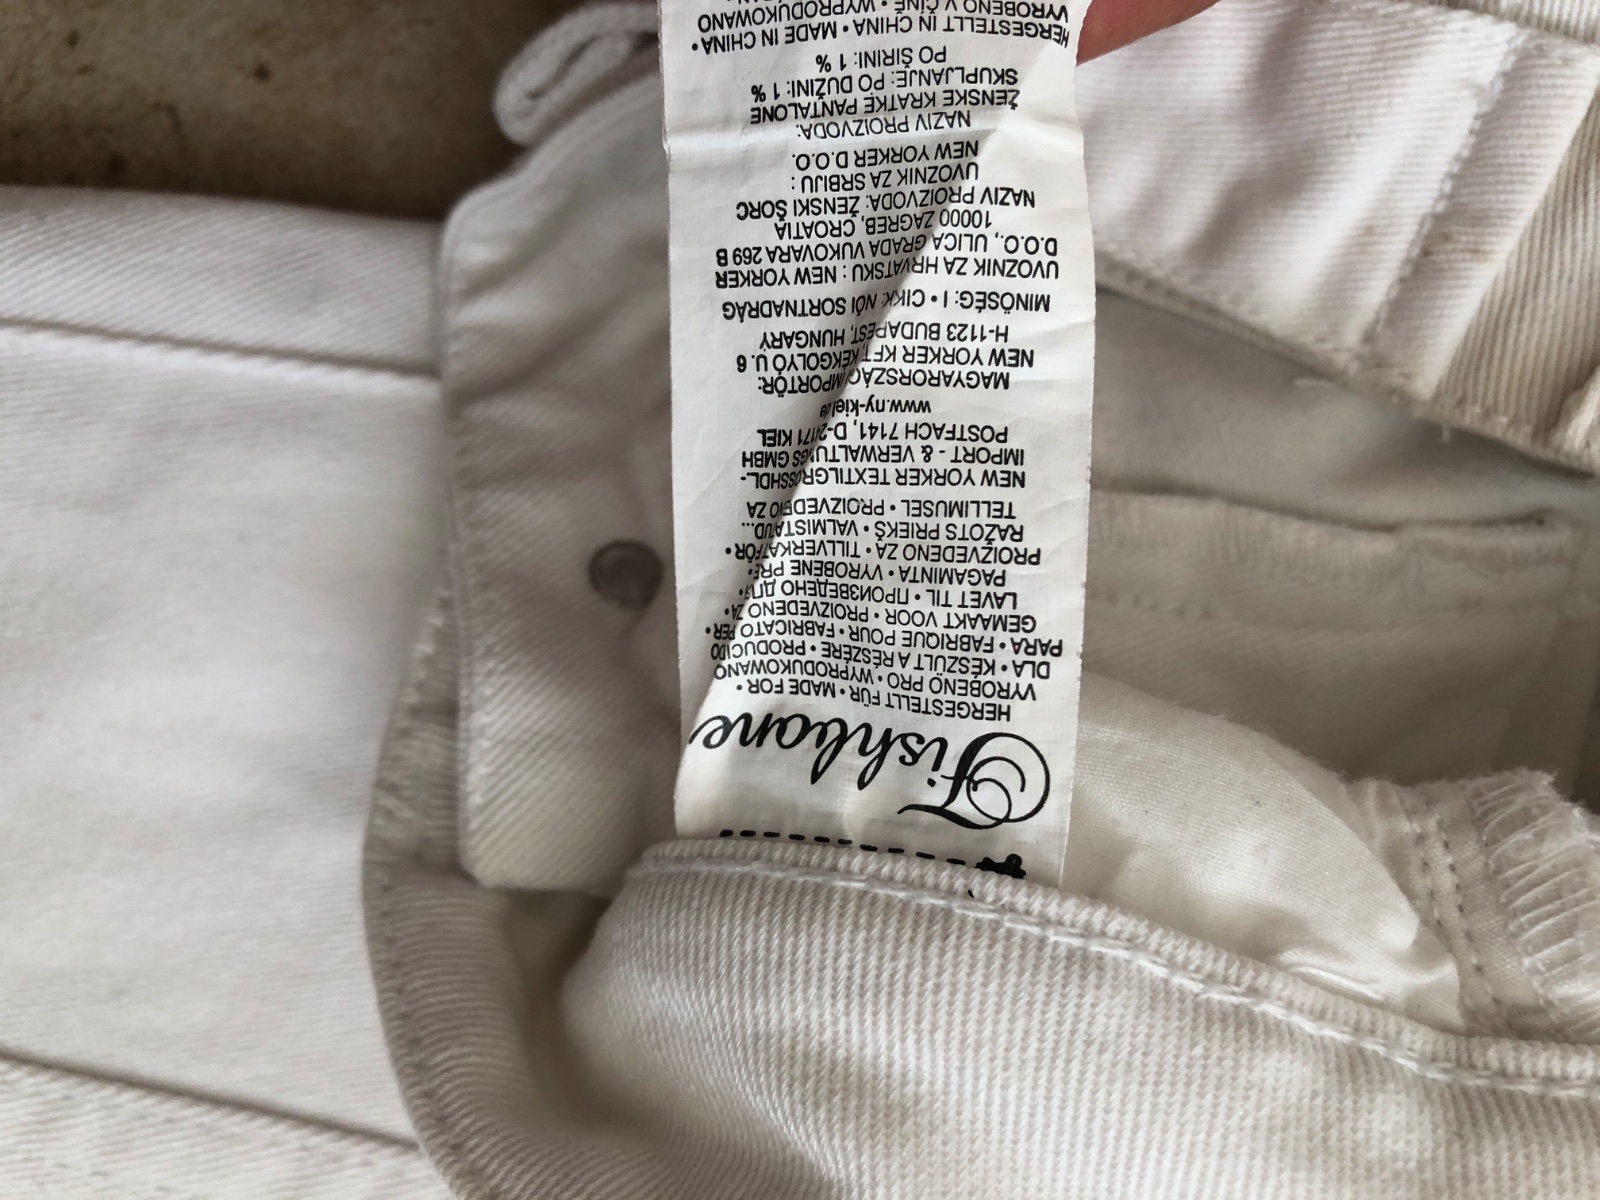 Fishbone
HERGESTELLT FÜR • MADE FOR •
VYROBENO PRO • WYPRODUKOWANO
DLA • KÉSZÜLT A RÉSZÉRE • PRODUCIDO
PARA • FABRIQUE POUR • FABRICATO PER •
GEMAAKT VOOR • PROIZVEDENO ZA •
LAVET TIL • ПРОИЗВЕДЕНО ДЛЯ •
PAGAMINTA • VYROBENE PRE •
PROIZVEDENO ZA • TILLVERKAT FÖR •
RAŽOTS PRIEKŠ • VALMISTATUD...
TELLIMUSEL • PROIZVEDENO ZA
NEW YORKER TEXTILGROSSHDL-
IMPORT - & VERWALTUNGS GMBH
POSTFACH 7141, D-24171 KIEL
www.ny-kiel.de
MAGYARORSZÁG IMPORTŐR:
NEW YORKER KFT, KÉKGOLYÓ U. 6
H-1123 BUDAPEST, HUNGARY
MINŐSÉG: I • CIKK: NŐI SORTNADRÁG
UVOZNIK ZA HRVATSKU : NEW YORKER
D.O.O., ULICA GRADA VUKOVARA 269 B
10000 ZAGREB, CROATIA
NAZIV PROIZVODA: ŽENSKI ŠORC
UVOZNIK ZA SRBIJU :
NEW YORKER D.O.O.
NAZIV PROIZVODA:
ŽENSKE KRATKE PANTALONE
SKUPLJANJE: PO DUŽINI: 1 %
PO ŠIRINI: 1 %
HERGESTELLT IN CHINA • MADE IN CHINA •
VYROBENO V ČÍNĚ • WYPRODUKOWANO